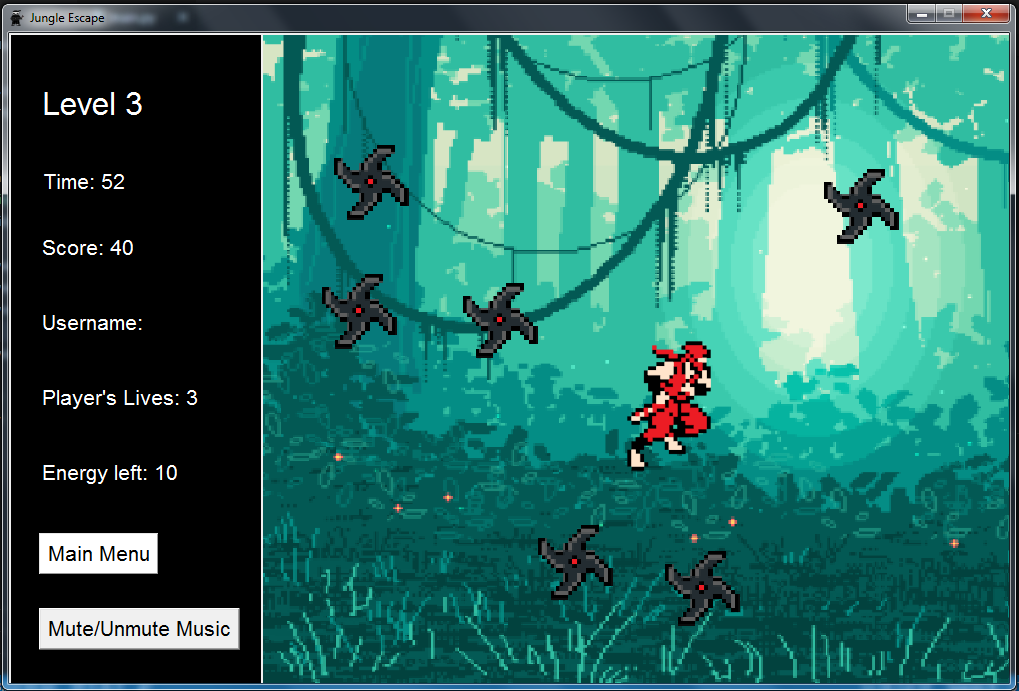 Jungle Escape
Level 3
Time: 52
Score: 40
Username:
Player's Lives: 3
Energy left: 10
Main Menu
Mute/Unmute Music